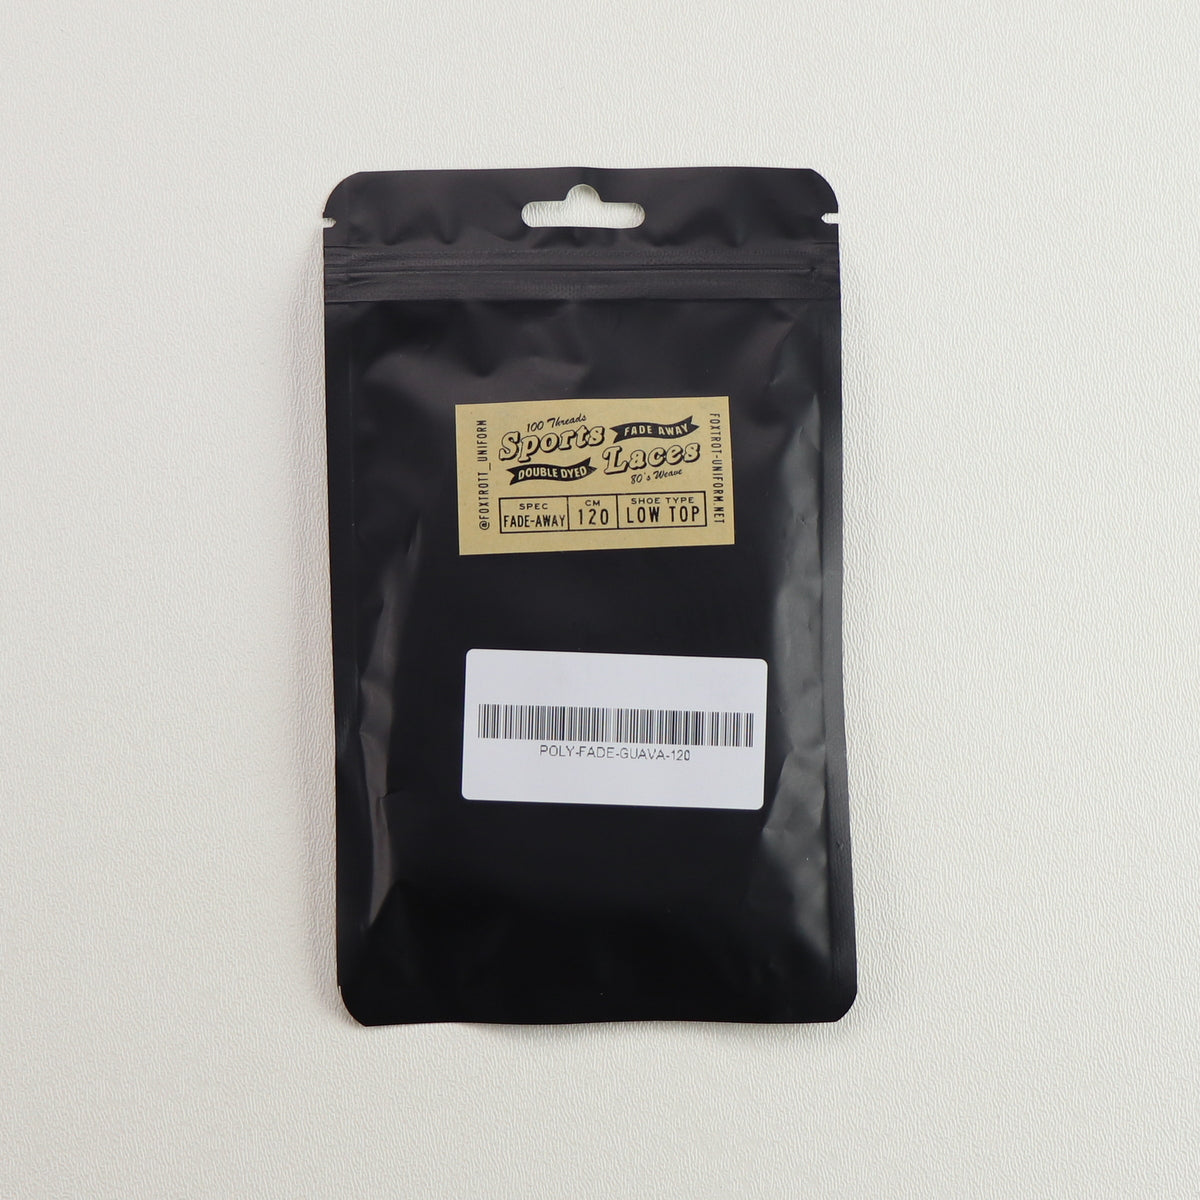 @FOXTROTT_UNIFORM
100 Threads
Sports
FADE AWAY
DOUBLE DYED
Laces
80's Weave
SPEC
FADE-AWAY
CM
120
SHOE TYPE
LOW TOP
FOXTROT-UNIFORM.NET
POLY-FADE-GUAVA-120